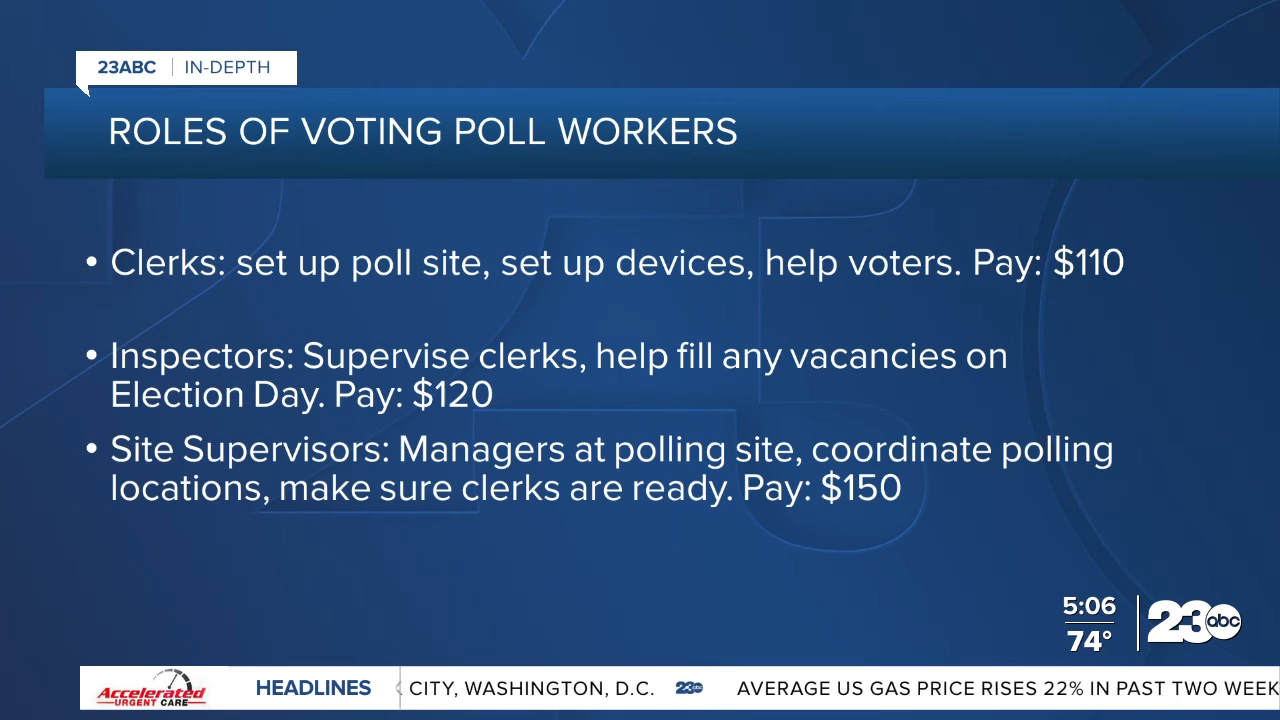 23ABC | IN-DEPTH
ROLES OF VOTING POLL WORKERS
• Clerks: set up poll site, set up devices, help voters. Pay: $110
• Inspectors: Supervise clerks, help fill any vacancies on
Election Day. Pay: $120
• Site Supervisors: Managers at polling site, coordinate polling
locations, make sure clerks are ready. Pay: $150
5:06
74°
23 abc
Accelerated
URGENT CARE
HEADLINES
CITY, WASHINGTON, D.C. 23abc AVERAGE US GAS PRICE RISES 22% IN PAST TWO WEEK